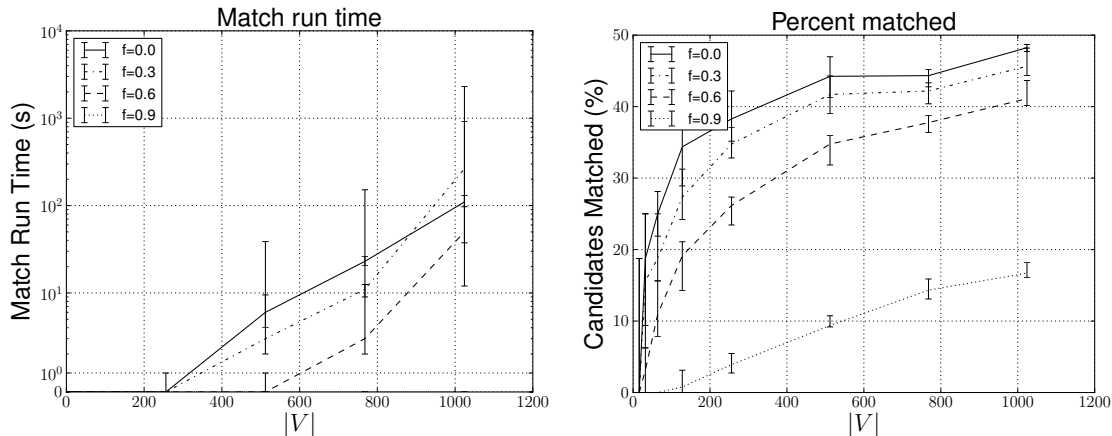 Match run time
f=0.0
f=0.3
f=0.6
f=0.9
Match Run Time (s)
10^4
10^3
10^2
10^1
10^0
0
0 200 400 600 800 1000 1200
|V|
Percent matched
f=0.0
f=0.3
f=0.6
f=0.9
Candidates Matched (%)
50
40
30
20
10
0
0 200 400 600 800 1000 1200
|V|